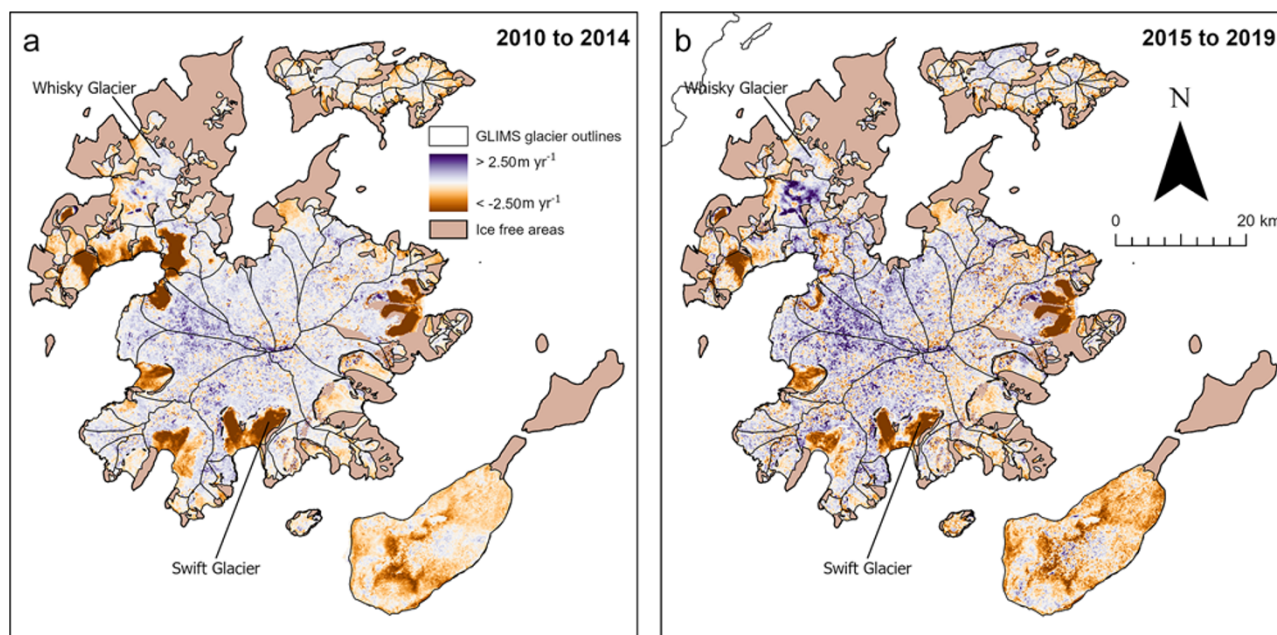 a
2010 to 2014
Whisky Glacier
GLIMS glacier outlines
> 2.50m yr-1
< -2.50m yr-1
Ice free areas
Swift Glacier
b
2015 to 2019
Whisky Glacier
N
0 20 km
Swift Glacier